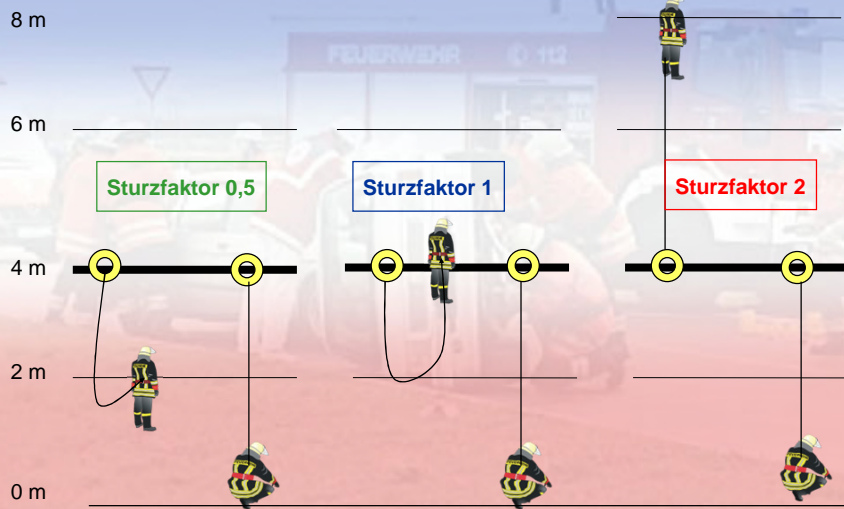 8 m
FEUERWEHR 112
6 m
Sturzfaktor 0,5
Sturzfaktor 1
Sturzfaktor 2
4 m
2 m
0 m